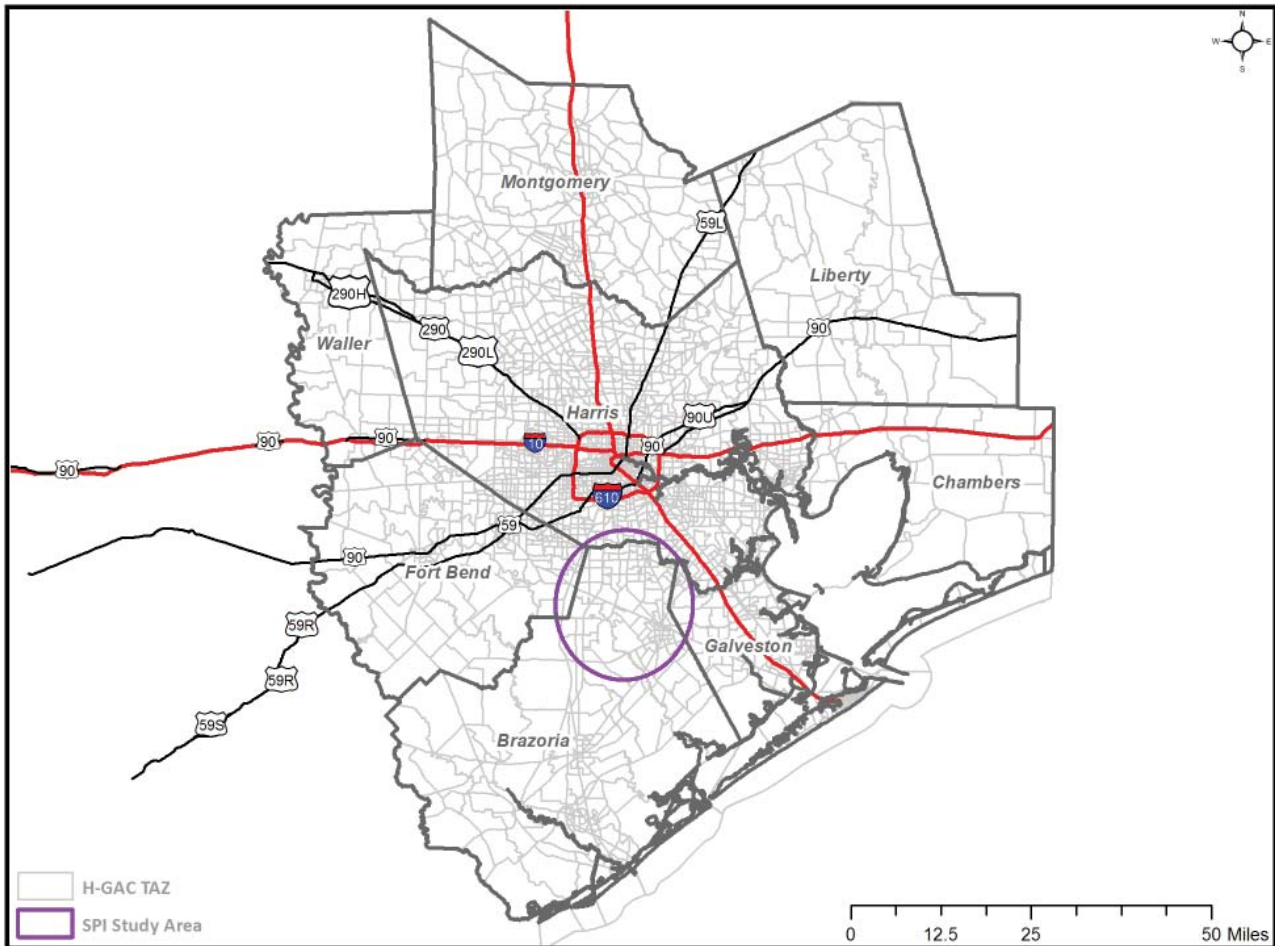 N
W E
S
Montgomery
59L
Liberty
290H
290
90
Waller
290L
Harris
90U
90
90
10
90
90
Chambers
610
59
90
Fort Bend
59R
Galveston
59R
59S
Brazoria
H-GAC TAZ
SPI Study Area
0 12.5 25 50 Miles